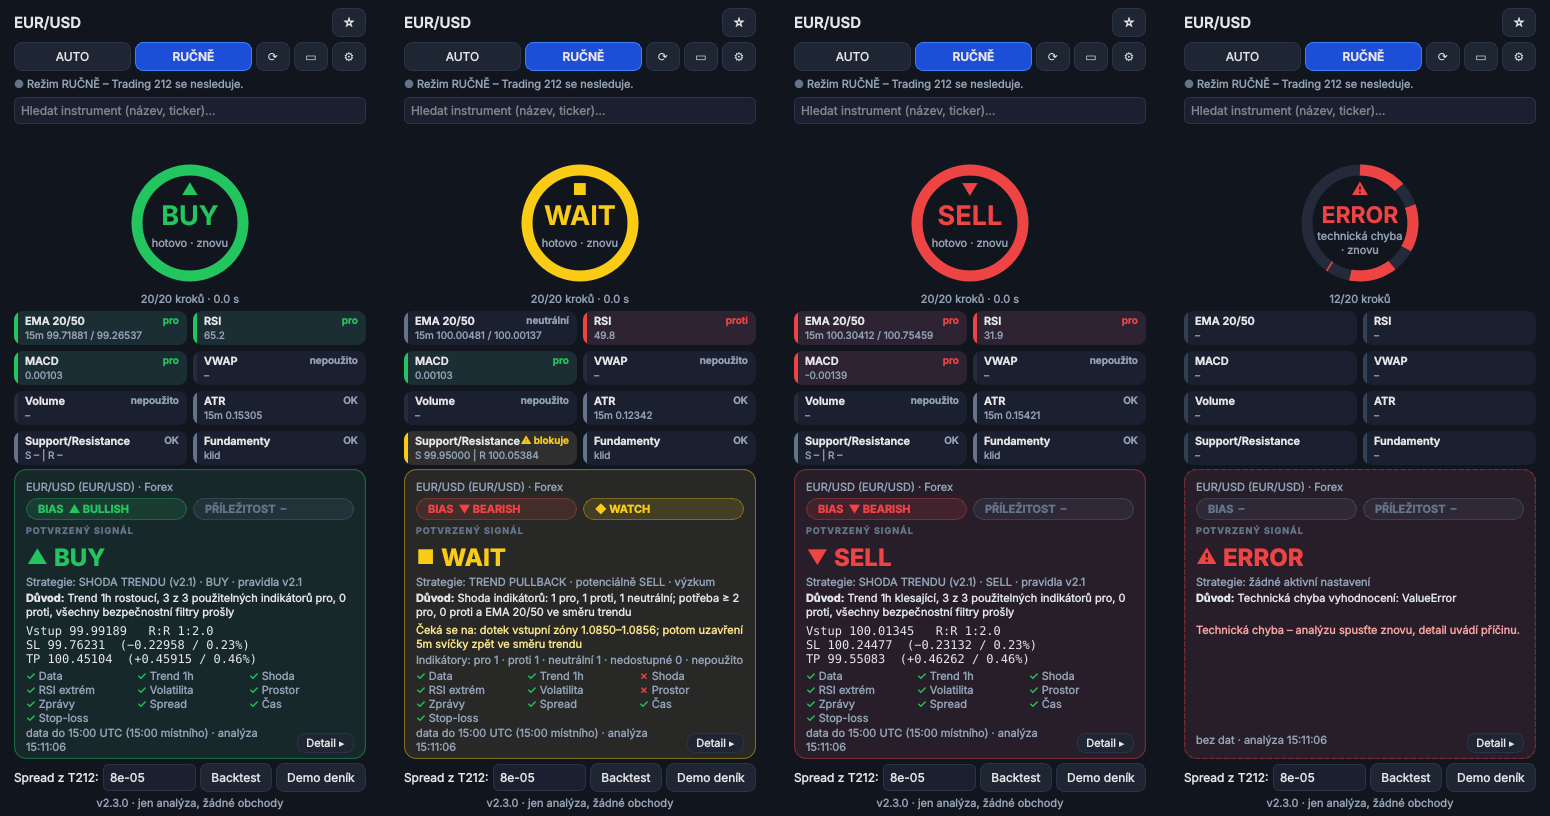 EUR/USD
☆
AUTO
RUČNĚ
Režim RUČNĚ – Trading 212 se nesleduje.
Hledat instrument (název, ticker)...
▲
BUY
hotovo · znovu
20/20 kroků · 0.0 s
EMA 20/50 pro
15m 99.71881 / 99.26537
RSI pro
65.2
MACD pro
0.00103
VWAP nepoužito
–
Volume nepoužito
–
ATR OK
15m 0.15305
Support/Resistance OK
S – | R –
Fundamenty OK
klid
EUR/USD (EUR/USD) · Forex
BIAS ▲ BULLISH
PŘÍLEŽITOST –
POTVRZENÝ SIGNÁL
▲ BUY
Strategie: SHODA TRENDU (v2.1) · BUY · pravidla v2.1
Důvod: Trend 1h rostoucí, 3 z 3 použitelných indikátorů pro, 0
proti, všechny bezpečnostní filtry prošly
Vstup 99.99189 R:R 1:2.0
SL 99.76231 (−0.22958 / 0.23%)
TP 100.45104 (+0.45915 / 0.46%)
✓ Data ✓ Trend 1h ✓ Shoda
✓ RSI extrém ✓ Volatilita ✓ Prostor
✓ Zprávy ✓ Spread ✓ Čas
✓ Stop-loss
data do 15:00 UTC (15:00 místního) · analýza
15:11:06
Detail ▸
Spread z T212: 8e-05 Backtest Demo deník
v2.3.0 · jen analýza, žádné obchody
EUR/USD
☆
AUTO
RUČNĚ
Režim RUČNĚ – Trading 212 se nesleduje.
Hledat instrument (název, ticker)...
■
WAIT
hotovo · znovu
20/20 kroků · 0.0 s
EMA 20/50 neutrální
15m 100.00481 / 100.00137
RSI proti
49.8
MACD pro
0.00103
VWAP nepoužito
–
Volume nepoužito
–
ATR OK
15m 0.12342
Support/Resistance ⚠ blokuje
S 99.95000 | R 100.05384
Fundamenty OK
klid
EUR/USD (EUR/USD) · Forex
BIAS ▼ BEARISH
◆ WATCH
POTVRZENÝ SIGNÁL
■ WAIT
Strategie: TREND PULLBACK · potenciálně SELL · výzkum
Důvod: Shoda indikátorů: 1 pro, 1 proti, 1 neutrální; potřeba ≥ 2
pro, 0 proti a EMA 20/50 ve směru trendu
Čeká se na: dotek vstupní zóny 1.0850–1.0856; potom uzavření
5m svíčky zpět ve směru trendu
Indikátory: pro 1 · proti 1 · neutrální 1 · nedostupné 0 · nepoužito
✓ Data ✓ Trend 1h × Shoda
✓ RSI extrém ✓ Volatilita × Prostor
✓ Zprávy ✓ Spread ✓ Čas
✓ Stop-loss
data do 15:00 UTC (15:00 místního) · analýza
15:11:06
Detail ▸
Spread z T212: 8e-05 Backtest Demo deník
v2.3.0 · jen analýza, žádné obchody
EUR/USD
☆
AUTO
RUČNĚ
Režim RUČNĚ – Trading 212 se nesleduje.
Hledat instrument (název, ticker)...
▼
SELL
hotovo · znovu
20/20 kroků · 0.0 s
EMA 20/50 pro
15m 100.30412 / 100.75459
RSI pro
31.9
MACD pro
-0.00139
VWAP nepoužito
–
Volume nepoužito
–
ATR OK
15m 0.15421
Support/Resistance OK
S – | R –
Fundamenty OK
klid
EUR/USD (EUR/USD) · Forex
BIAS ▼ BEARISH
PŘÍLEŽITOST –
POTVRZENÝ SIGNÁL
▼ SELL
Strategie: SHODA TRENDU (v2.1) · SELL · pravidla v2.1
Důvod: Trend 1h klesající, 3 z 3 použitelných indikátorů pro, 0
proti, všechny bezpečnostní filtry prošly
Vstup 100.01345 R:R 1:2.0
SL 100.24477 (−0.23132 / 0.23%)
TP 99.55083 (+0.46262 / 0.46%)
✓ Data ✓ Trend 1h ✓ Shoda
✓ RSI extrém ✓ Volatilita ✓ Prostor
✓ Zprávy ✓ Spread ✓ Čas
✓ Stop-loss
data do 15:00 UTC (15:00 místního) · analýza
15:11:06
Detail ▸
Spread z T212: 8e-05 Backtest Demo deník
v2.3.0 · jen analýza, žádné obchody
EUR/USD
☆
AUTO
RUČNĚ
Režim RUČNĚ – Trading 212 se nesleduje.
Hledat instrument (název, ticker)...
⚠
ERROR
technická chyba
· znovu
12/20 kroků
EMA 20/50
–
RSI
–
MACD
–
VWAP
–
Volume
–
ATR
–
Support/Resistance
–
Fundamenty
–
EUR/USD (EUR/USD) · Forex
BIAS –
PŘÍLEŽITOST –
POTVRZENÝ SIGNÁL
⚠ ERROR
Strategie: žádné aktivní nastavení
Důvod: Technická chyba vyhodnocení: ValueError
Technická chyba – analýzu spusťte znovu, detail uvádí příčinu.
bez dat · analýza 15:11:06
Detail ▸
Spread z T212: 8e-05 Backtest Demo deník
v2.3.0 · jen analýza, žádné obchody